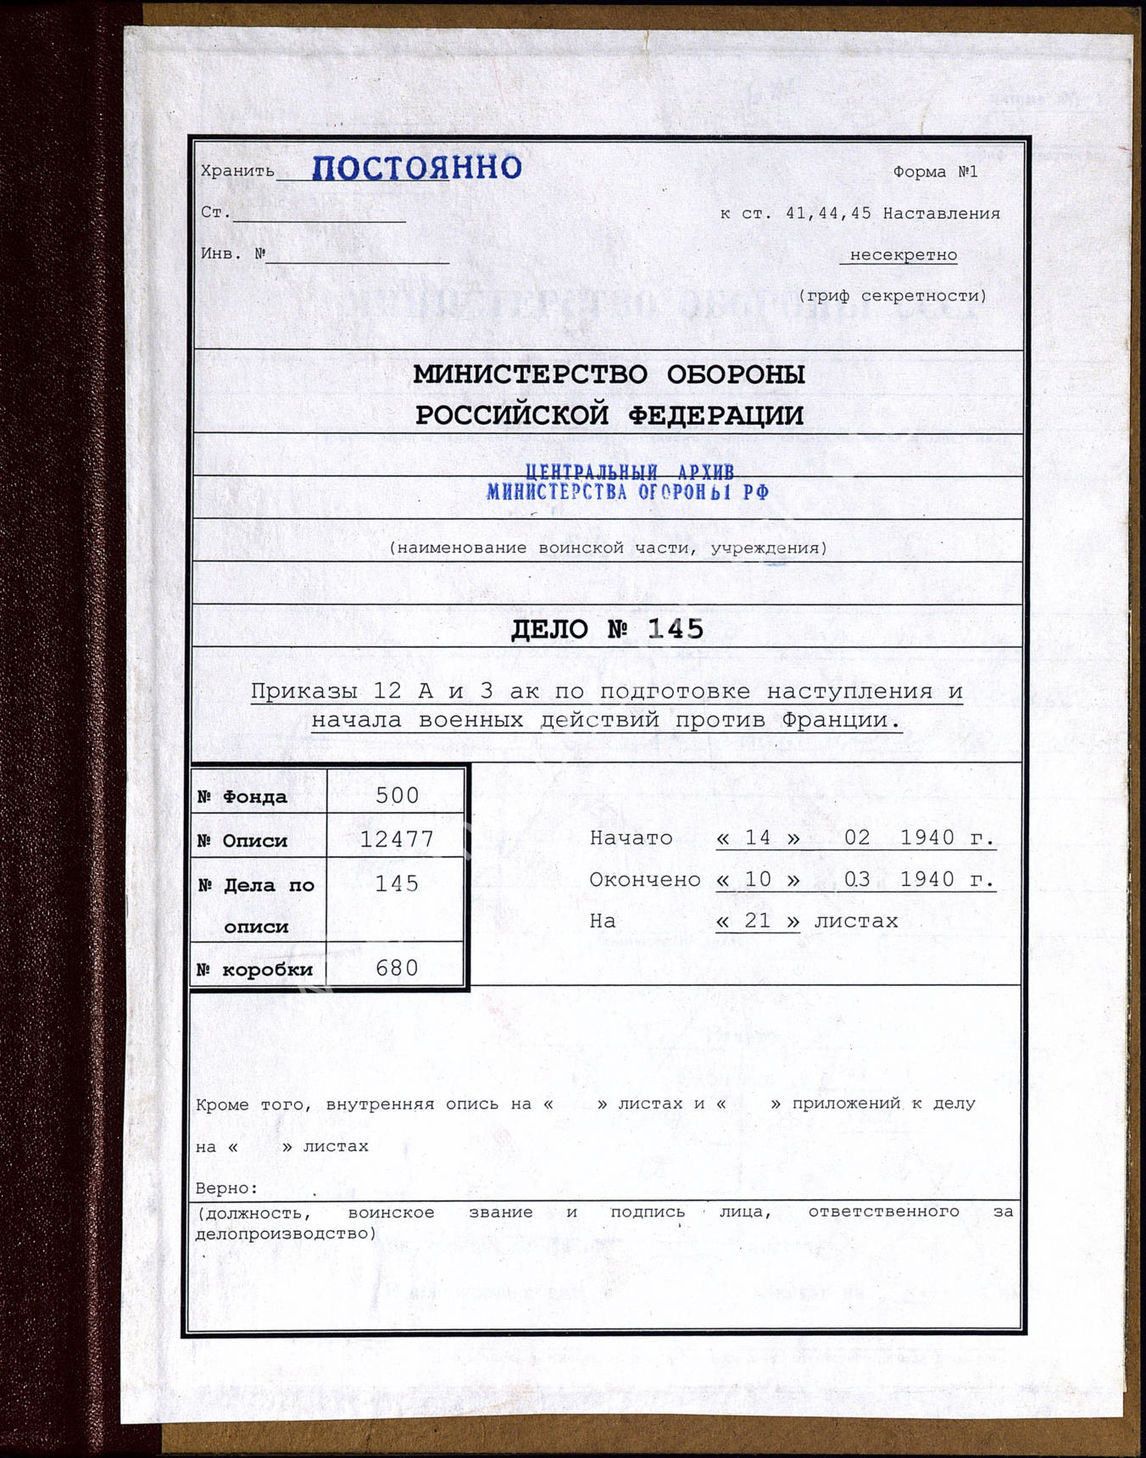 Хранить ПОСТОЯННО
Форма №1
Ст.
к ст. 41,44,45 Наставления
Инв. №
несекретно
(гриф секретности)
МИНИСТЕРСТВО ОБОРОНЫ
РОССИЙСКОЙ ФЕДЕРАЦИИ
ЦЕНТРАЛЬНЫЙ АРХИВ
МИНИСТЕРСТВА ОБОРОНЫ РФ
(наименование воинской части, учреждения)
ДЕЛО № 145
Приказы 12 А и 3 ак по подготовке наступления и
начала военных действий против Франции.
№ Фонда 500
№ Описи 12477
№ Дела по 145
описи
№ коробки 680
Начато « 14 » 02 1940 г.
Окончено « 10 » 03 1940 г.
На « 21 » листах
Кроме того, внутренняя опись на « » листах и « » приложений к делу
на « » листах
Верно:
(должность, воинское звание и подпись лица, ответственного за
делопроизводство)